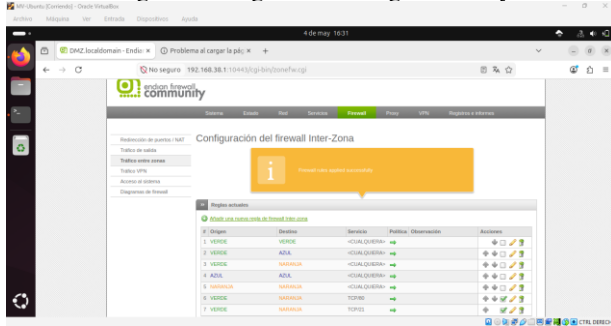 MV-Ubuntu [Corriendo] - Oracle VirtualBox
Archivo Máquina Ver Entrada Dispositivos Ayuda
4 de may 16:31
DMZ.localdomain - Endian
Problema al cargar la pág
No seguro 192.168.38.1:10443/cgi-bin/zonefw.cgi
endian firewall
community
Sistema Estado Red Servicios Firewall Proxy VPN Registros e Informes
Redirección de puertos / NAT
Tráfico de salida
Tráfico entre zonas
Tráfico VPN
Acceso al sistema
Diagramas de firewall
Configuración del firewall Inter-Zona
Firewall rules applied successfully
Reglas actuales
Añadir una nueva regla de firewall inter-zona
# Origen Destino Servicio Política Observación Acciones
1 VERDE VERDE <CUALQUIERA>
2 VERDE AZUL <CUALQUIERA>
3 VERDE NARANJA <CUALQUIERA>
4 AZUL AZUL <CUALQUIERA>
5 NARANJA NARANJA <CUALQUIERA>
6 VERDE NARANJA TCP/80
7 VERDE NARANJA TCP/21
CTRL DERECHO